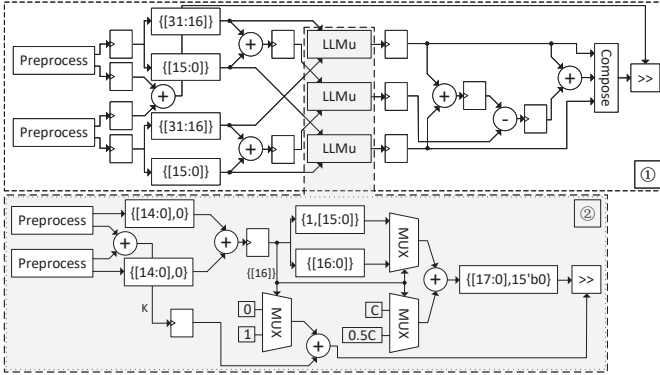 {[31:16]}
LLMu
Preprocess
{[15:0]}
+
+
+
LLMu
+
Compose
>>
Preprocess
{[31:16]}
+
-
LLMu
{[15:0]}
①
Preprocess
{[14:0],0}
{1,[15:0]}
MUX
②
+
+
Preprocess
{[14:0],0}
{[16:0]}
{[16]}
+
{[17:0],15'b0}
>>
K
0
MUX
C
MUX
1
+
0.5C